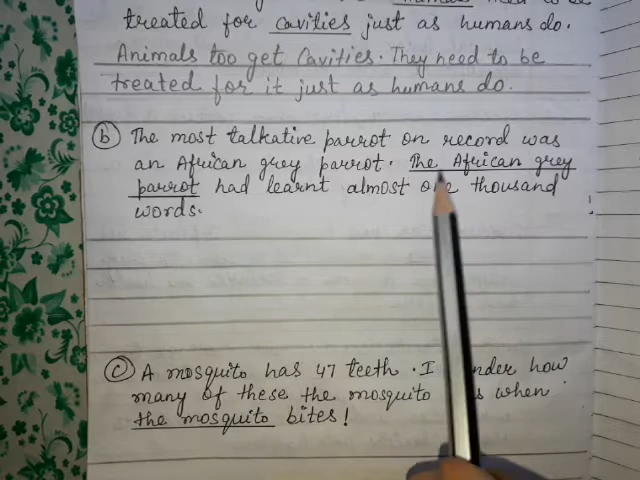 treated for cavities just as humans do.
Animals too get Cavities. They need to be
treated for it just as humans do.
(b) The most talkative parrot on record was
an African grey parrot. The African grey
parrot had learnt almost one thousand
words.
(c) A mosquito has 47 teeth. I how
many of these the mosquito when
the mosquito bites!